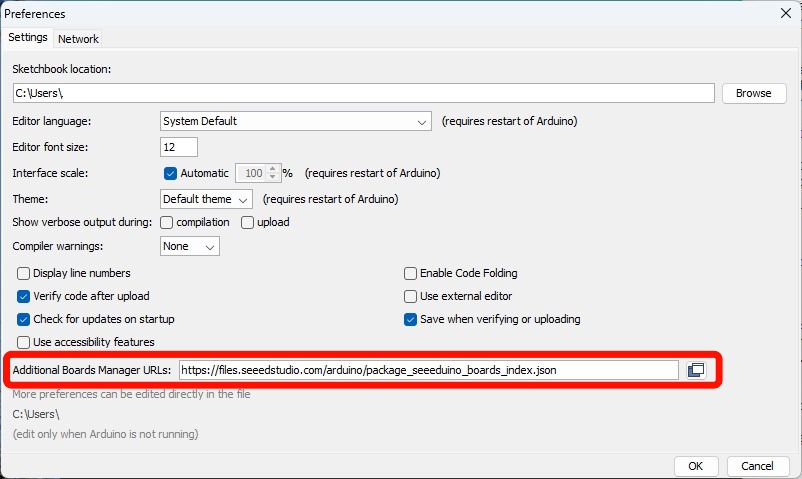 Preferences
Settings Network
Sketchbook location:
C:\Users\, Browse
Editor language: System Default (requires restart of Arduino)
Editor font size: 12
Interface scale: Automatic 100 % (requires restart of Arduino)
Theme: Default theme (requires restart of Arduino)
Show verbose output during: compilation upload
Compiler warnings: None
Display line numbers Enable Code Folding
Verify code after upload Use external editor
Check for updates on startup Save when verifying or uploading
Use accessibility features
Additional Boards Manager URLs: https://files.seeedstudio.com/arduino/package_seeeduino_boards_index.json
More preferences can be edited directly in the file
C:\Users\
(edit only when Arduino is not running)
OK Cancel